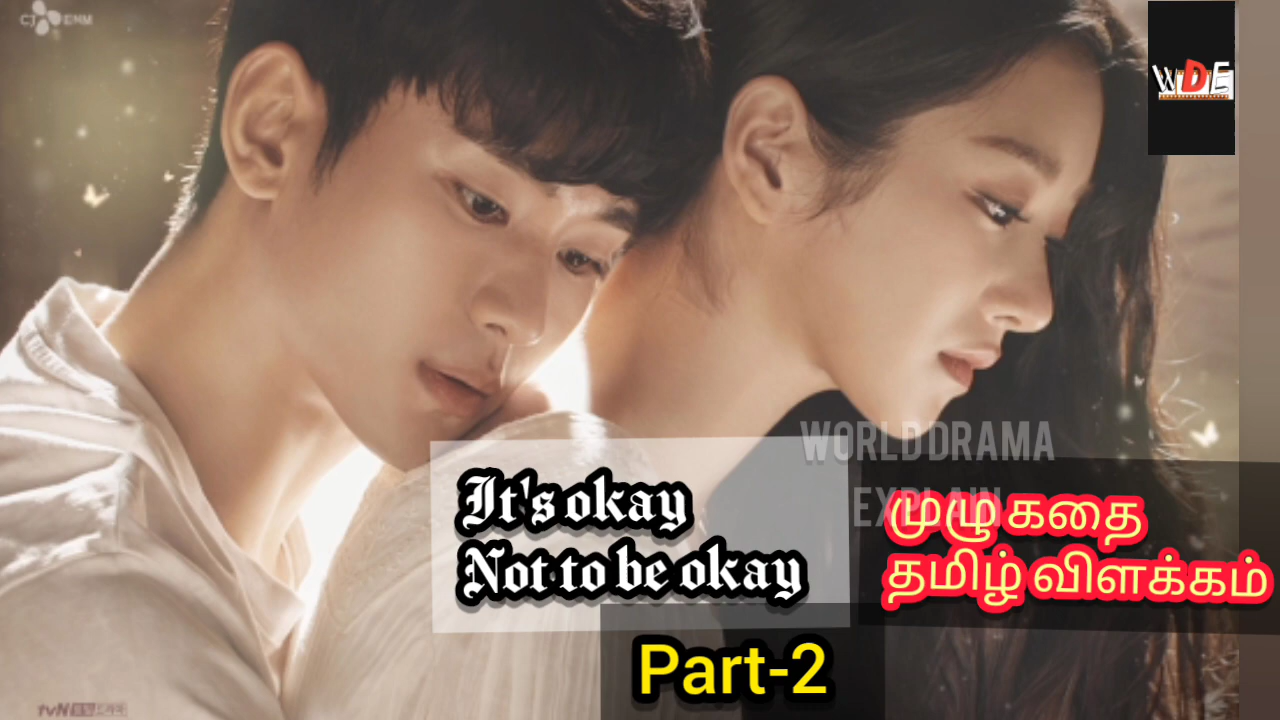 CJ ENM
WDE
WORLD DRAMA
EXPLAIN
It's okay
Not to be okay
முழு கதை
தமிழ் விளக்கம்
Part-2
tvN